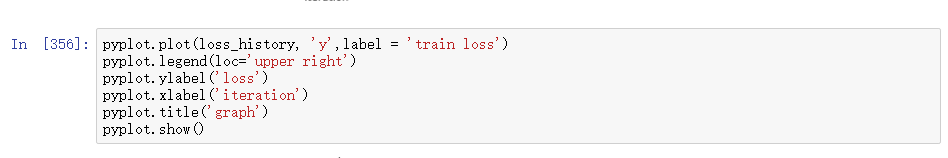 In [356]:
pyplot.plot(loss_history, 'y',label = 'train loss')
pyplot.legend(loc='upper right')
pyplot.ylabel('loss')
pyplot.xlabel('iteration')
pyplot.title('graph')
pyplot.show()